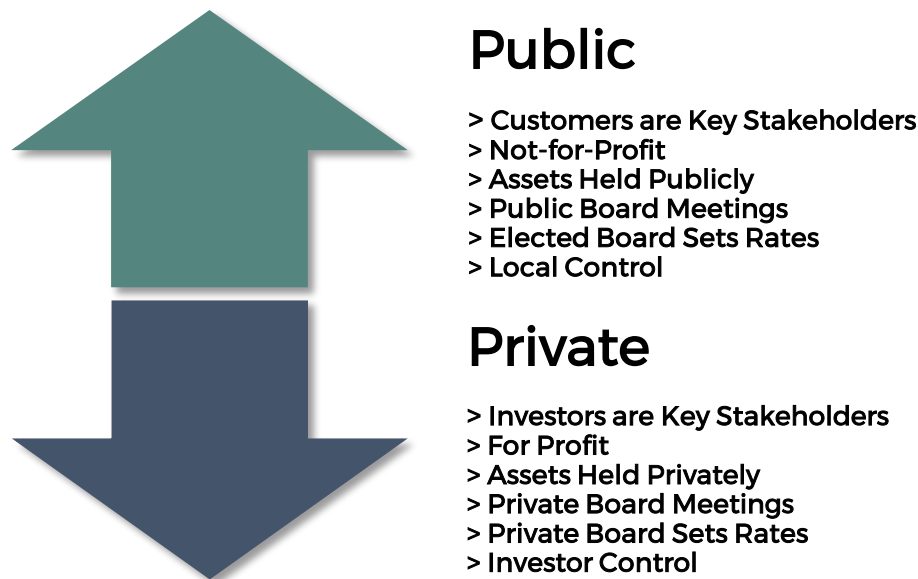 Public
> Customers are Key Stakeholders
> Not-for-Profit
> Assets Held Publicly
> Public Board Meetings
> Elected Board Sets Rates
> Local Control
Private
> Investors are Key Stakeholders
> For Profit
> Assets Held Privately
> Private Board Meetings
> Private Board Sets Rates
> Investor Control